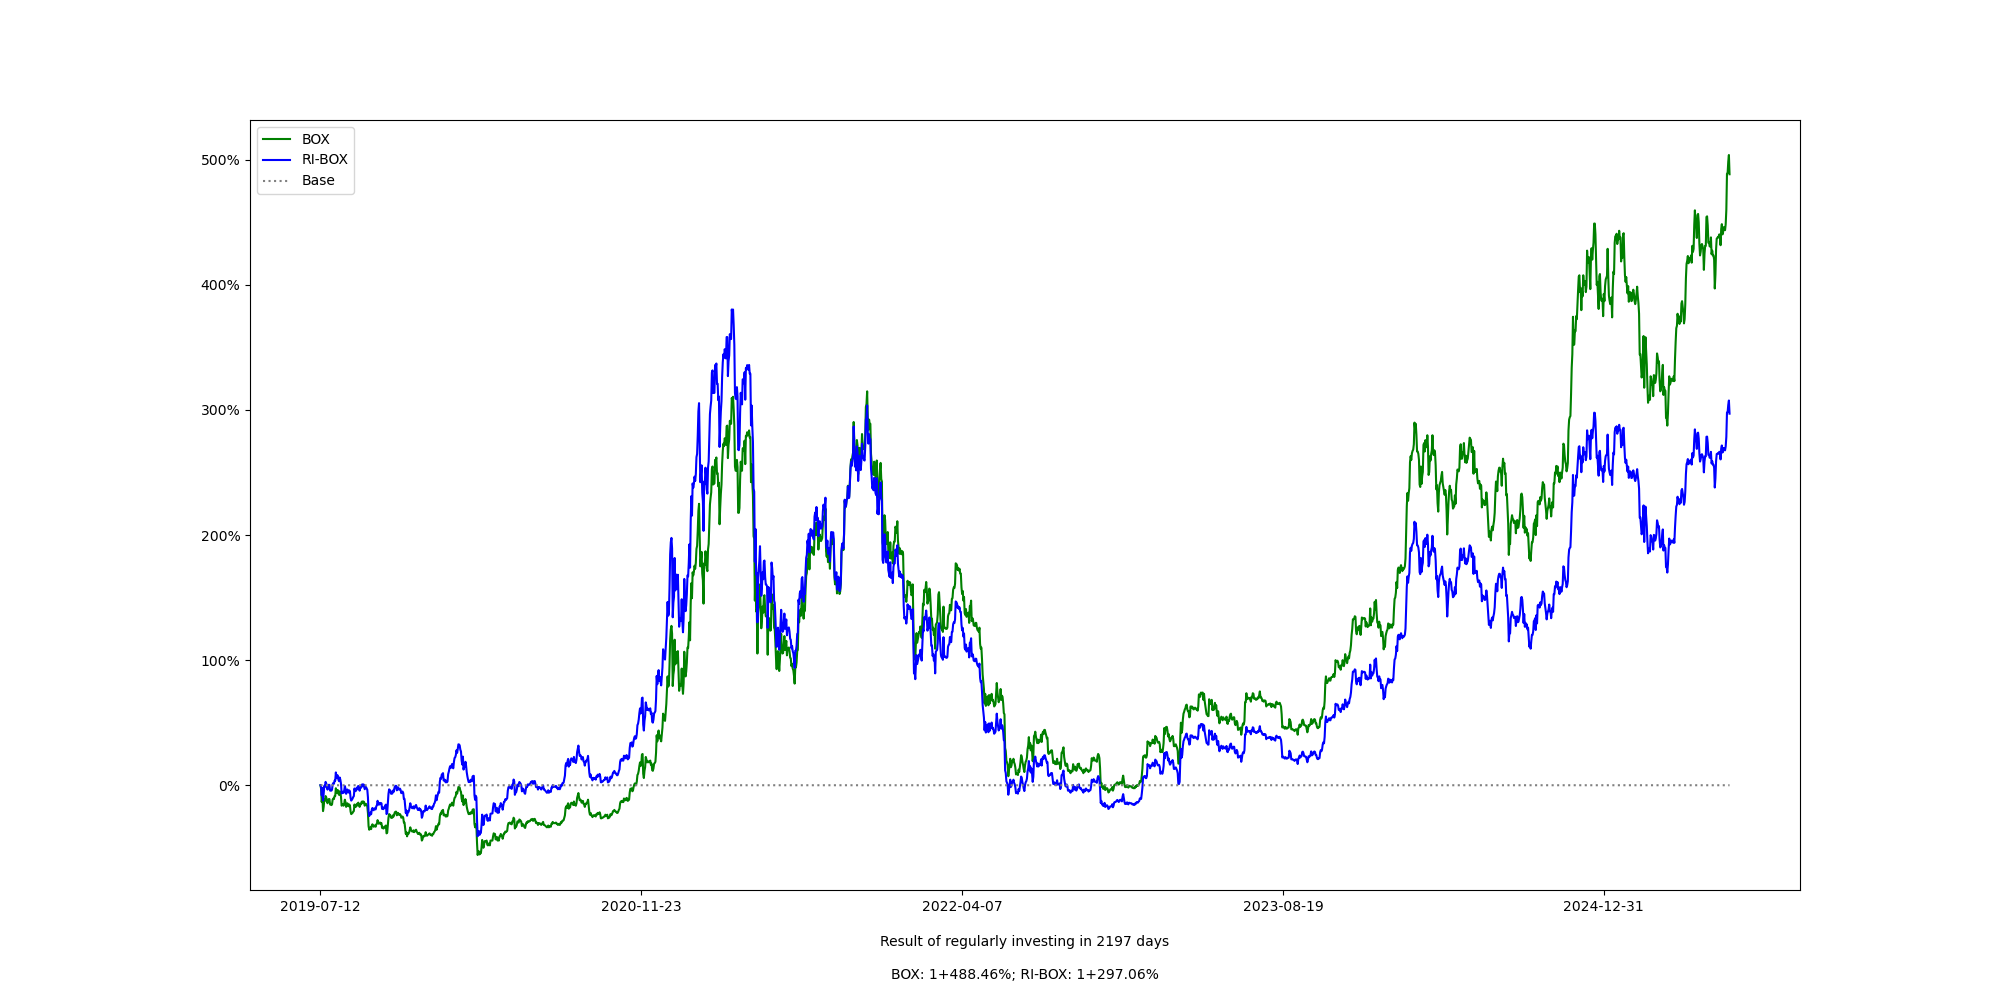 BOX
RI-BOX
Base
500%
400%
300%
200%
100%
0%
2019-07-12 2020-11-23 2022-04-07 2023-08-19 2024-12-31
Result of regularly investing in 2197 days
BOX: 1+488.46%; RI-BOX: 1+297.06%